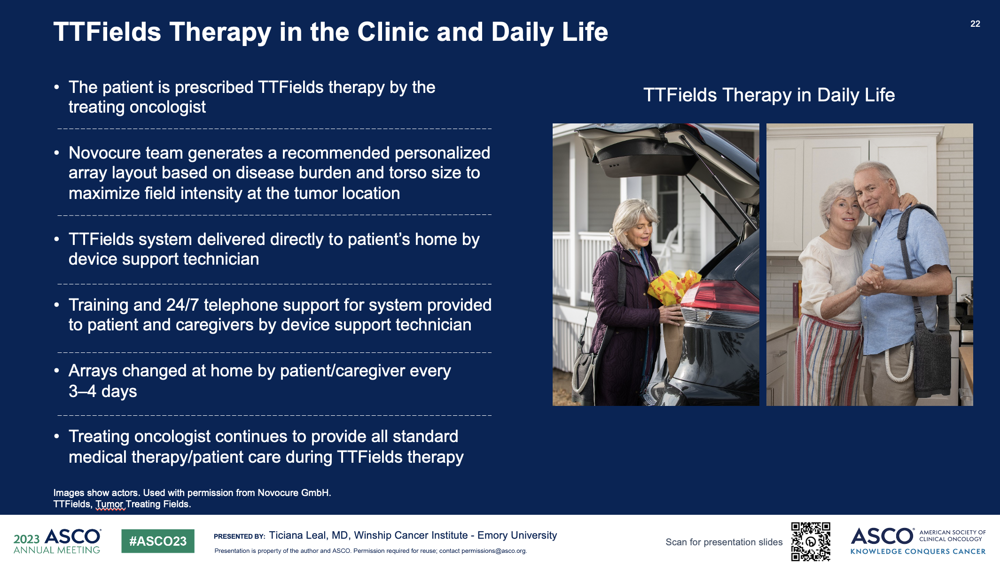 TTFields Therapy in the Clinic and Daily Life
22
• The patient is prescribed TTFields therapy by the
treating oncologist
• Novocure team generates a recommended personalized
array layout based on disease burden and torso size to
maximize field intensity at the tumor location
• TTFields system delivered directly to patient’s home by
device support technician
• Training and 24/7 telephone support for system provided
to patient and caregivers by device support technician
• Arrays changed at home by patient/caregiver every
3–4 days
• Treating oncologist continues to provide all standard
medical therapy/patient care during TTFields therapy
TTFields Therapy in Daily Life
Images show actors. Used with permission from Novocure GmbH.
TTFields, Tumor Treating Fields.
2023 ASCO®
ANNUAL MEETING
#ASCO23
PRESENTED BY: Ticiana Leal, MD, Winship Cancer Institute - Emory University
Presentation is property of the author and ASCO. Permission required for reuse; contact permissions@asco.org.
Scan for presentation slides
ASCO® AMERICAN SOCIETY OF
CLINICAL ONCOLOGY
KNOWLEDGE CONQUERS CANCER